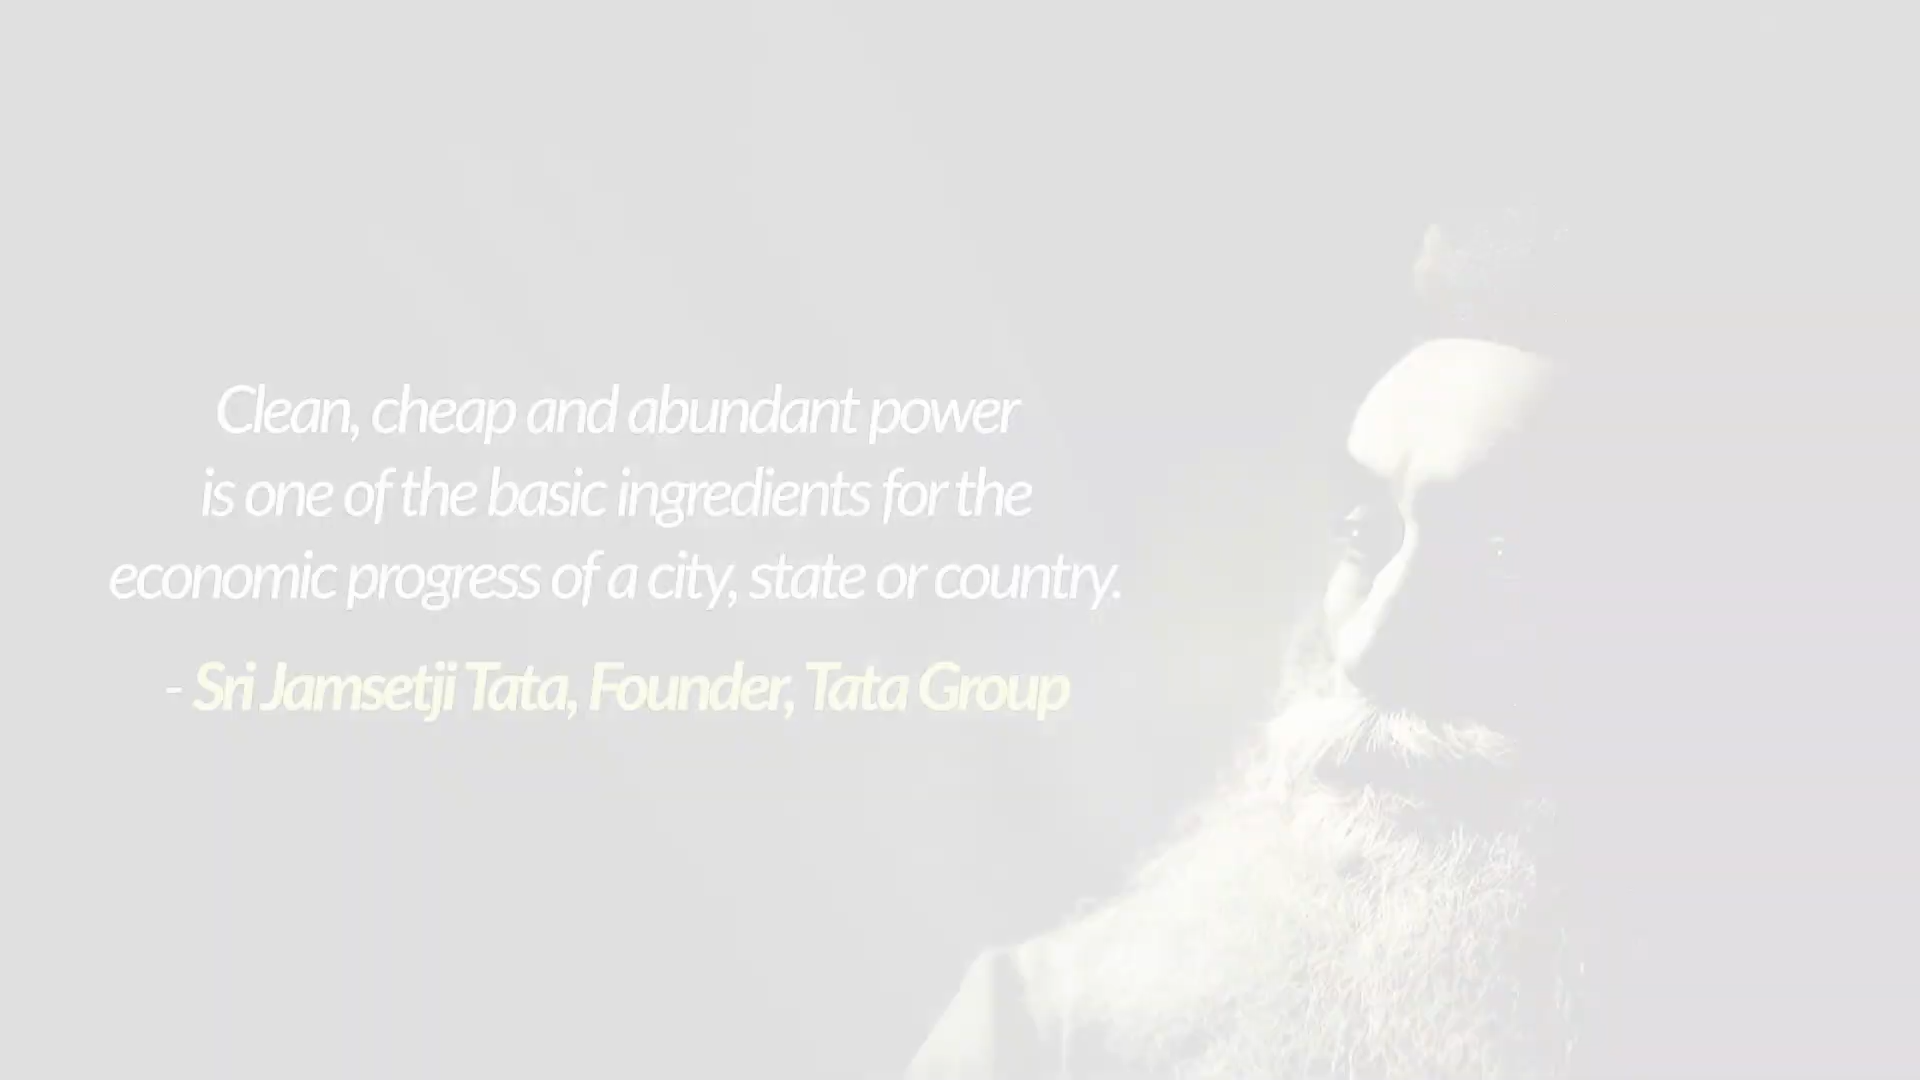 Clean, cheap and abundant power
is one of the basic ingredients for the
economic progress of a city, state or country.
- Sri Jamsetji Tata, Founder, Tata Group